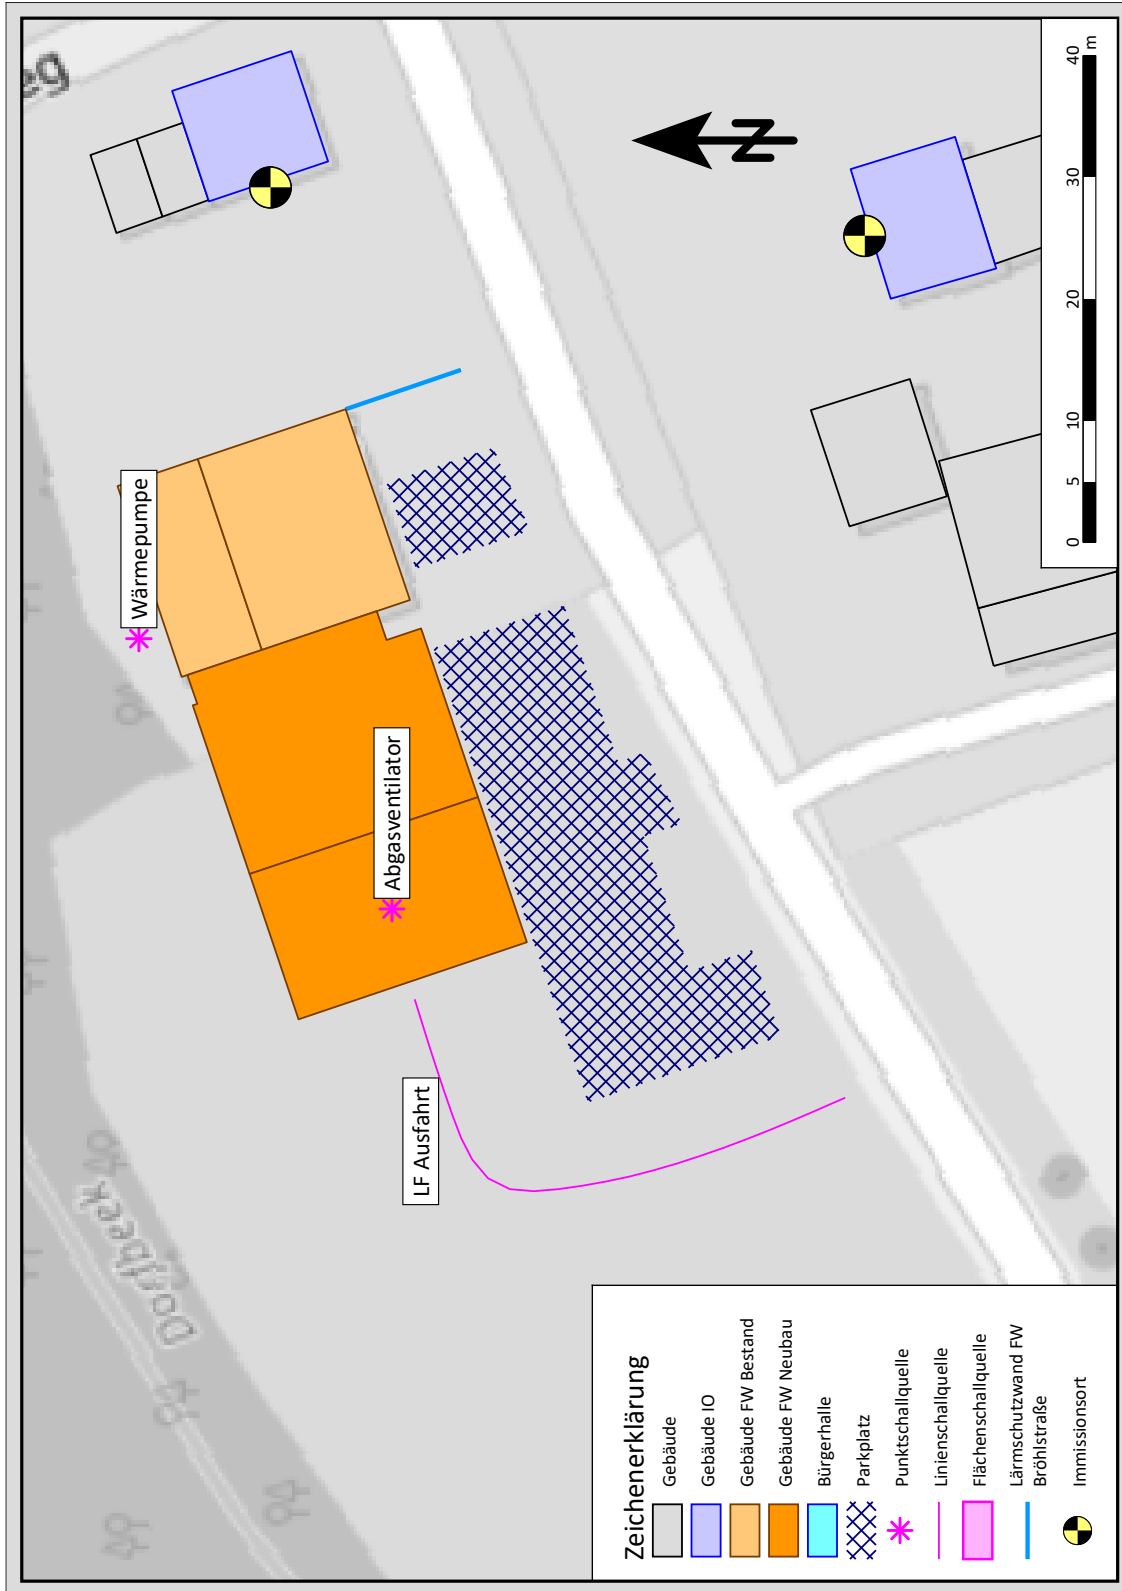 eg
Wärmepumpe
Abgasventilator
LF Ausfahrt
Dorfbeek
N
0 5 10 20 30 40
m
Zeichenerklärung
Gebäude
Gebäude IO
Gebäude FW Bestand
Gebäude FW Neubau
Bürgerhalle
Parkplatz
Punktschallquelle
Linienschallquelle
Flächenschallquelle
Lärmschutzwand FW
Bröhlstraße
Immissionsort